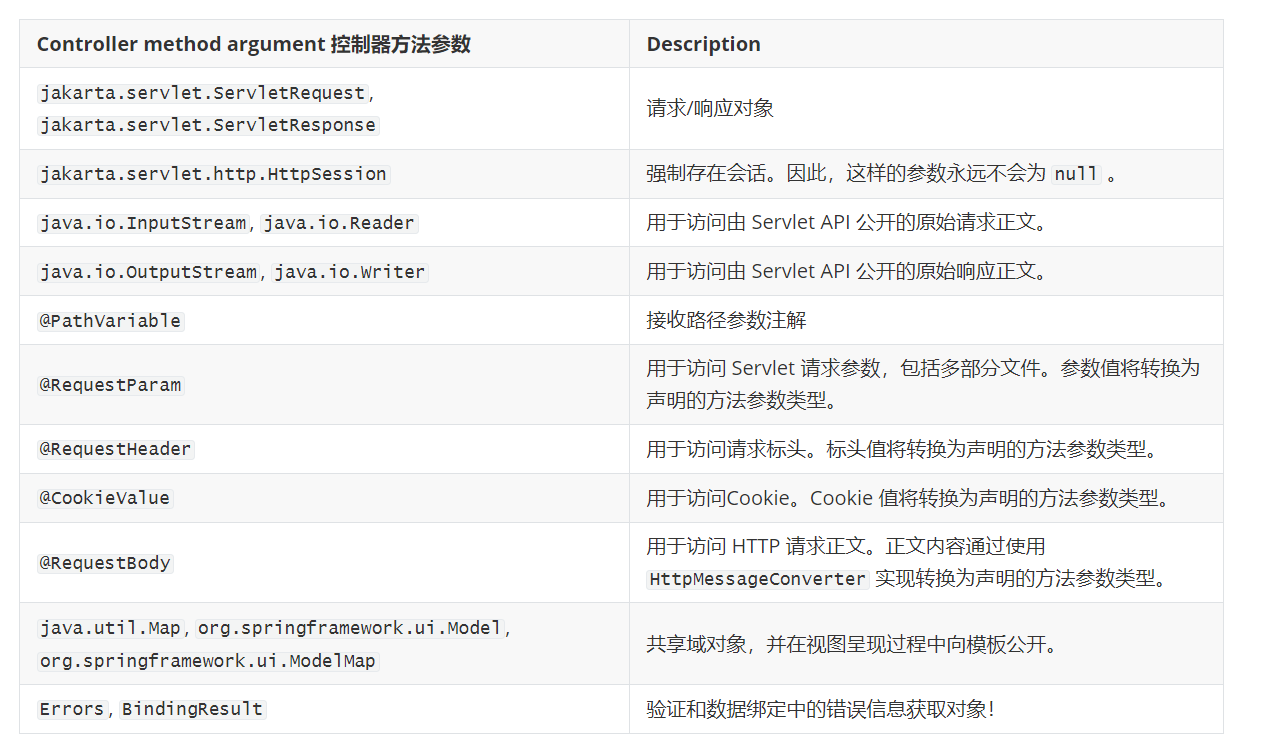 Controller method argument 控制器方法参数
Description
jakarta.servlet.ServletRequest,
jakarta.servlet.ServletResponse
请求/响应对象
jakarta.servlet.http.HttpSession
强制存在会话。因此，这样的参数永远不会为 null 。
java.io.InputStream, java.io.Reader
用于访问由 Servlet API 公开的原始请求正文。
java.io.OutputStream, java.io.Writer
用于访问由 Servlet API 公开的原始响应正文。
@PathVariable
接收路径参数注解
@RequestParam
用于访问 Servlet 请求参数，包括多部分文件。参数值将转换为
声明的方法参数类型。
@RequestHeader
用于访问请求标头。标头值将转换为声明的方法参数类型。
@CookieValue
用于访问Cookie。Cookie 值将转换为声明的方法参数类型。
@RequestBody
用于访问 HTTP 请求正文。正文内容通过使用
HttpMessageConverter 实现转换为声明的方法参数类型。
java.util.Map, org.springframework.ui.Model,
org.springframework.ui.ModelMap
共享域对象，并在视图呈现过程中向模板公开。
Errors, BindingResult
验证和数据绑定中的错误信息获取对象！